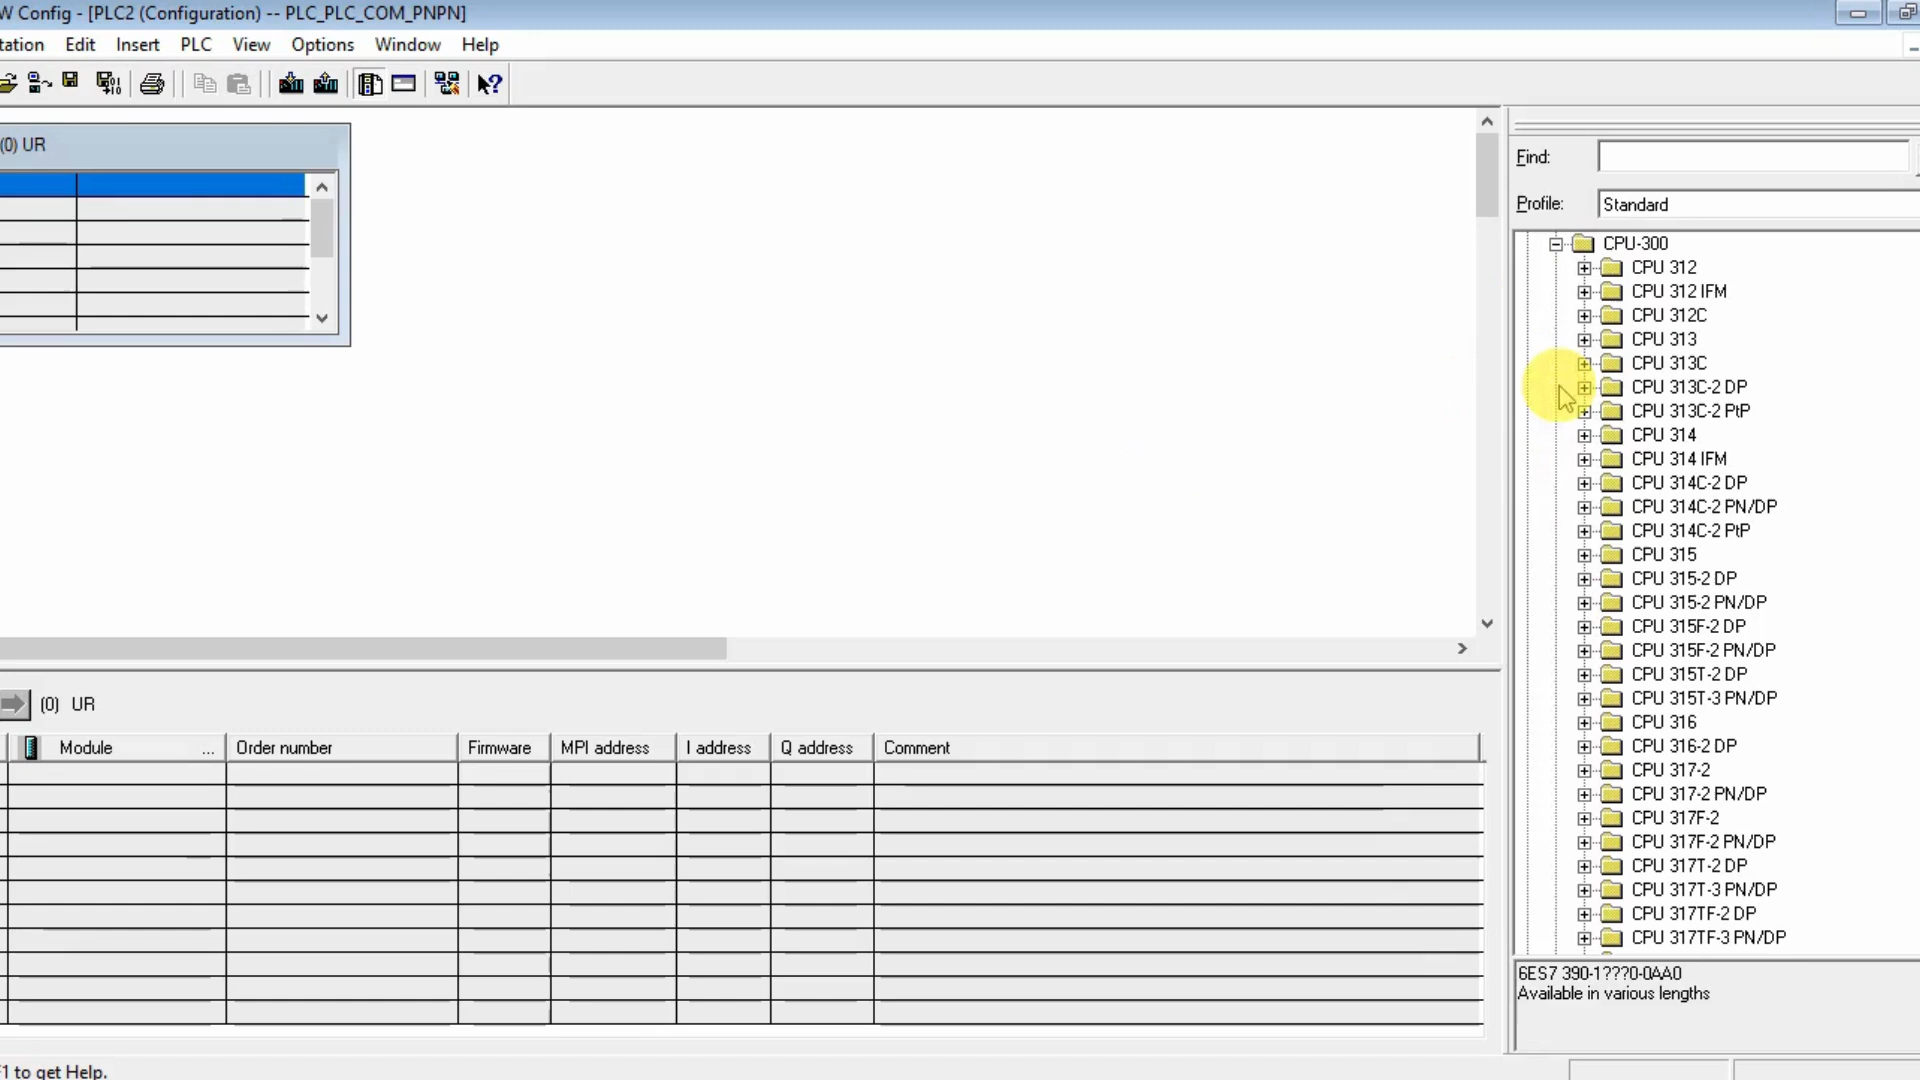 W Config - [PLC2 (Configuration) -- PLC_PLC_COM_PNPN]
tation Edit Insert PLC View Options Window Help
(0) UR
Find:
Profile: Standard
CPU-300
CPU 312
CPU 312 IFM
CPU 312C
CPU 313
CPU 313C
CPU 313C-2 DP
CPU 313C-2 PtP
CPU 314
CPU 314 IFM
CPU 314C-2 DP
CPU 314C-2 PN/DP
CPU 314C-2 PtP
CPU 315
CPU 315-2 DP
CPU 315-2 PN/DP
CPU 315F-2 DP
CPU 315F-2 PN/DP
CPU 315T-2 DP
CPU 315T-3 PN/DP
CPU 316
CPU 316-2 DP
CPU 317-2
CPU 317-2 PN/DP
CPU 317F-2
CPU 317F-2 PN/DP
CPU 317T-2 DP
CPU 317T-3 PN/DP
CPU 317TF-2 DP
CPU 317TF-3 PN/DP
6ES7 390-1???0-0AA0
Available in various lengths
(0) UR
Module ... Order number Firmware MPI address I address Q address Comment
F1 to get Help.